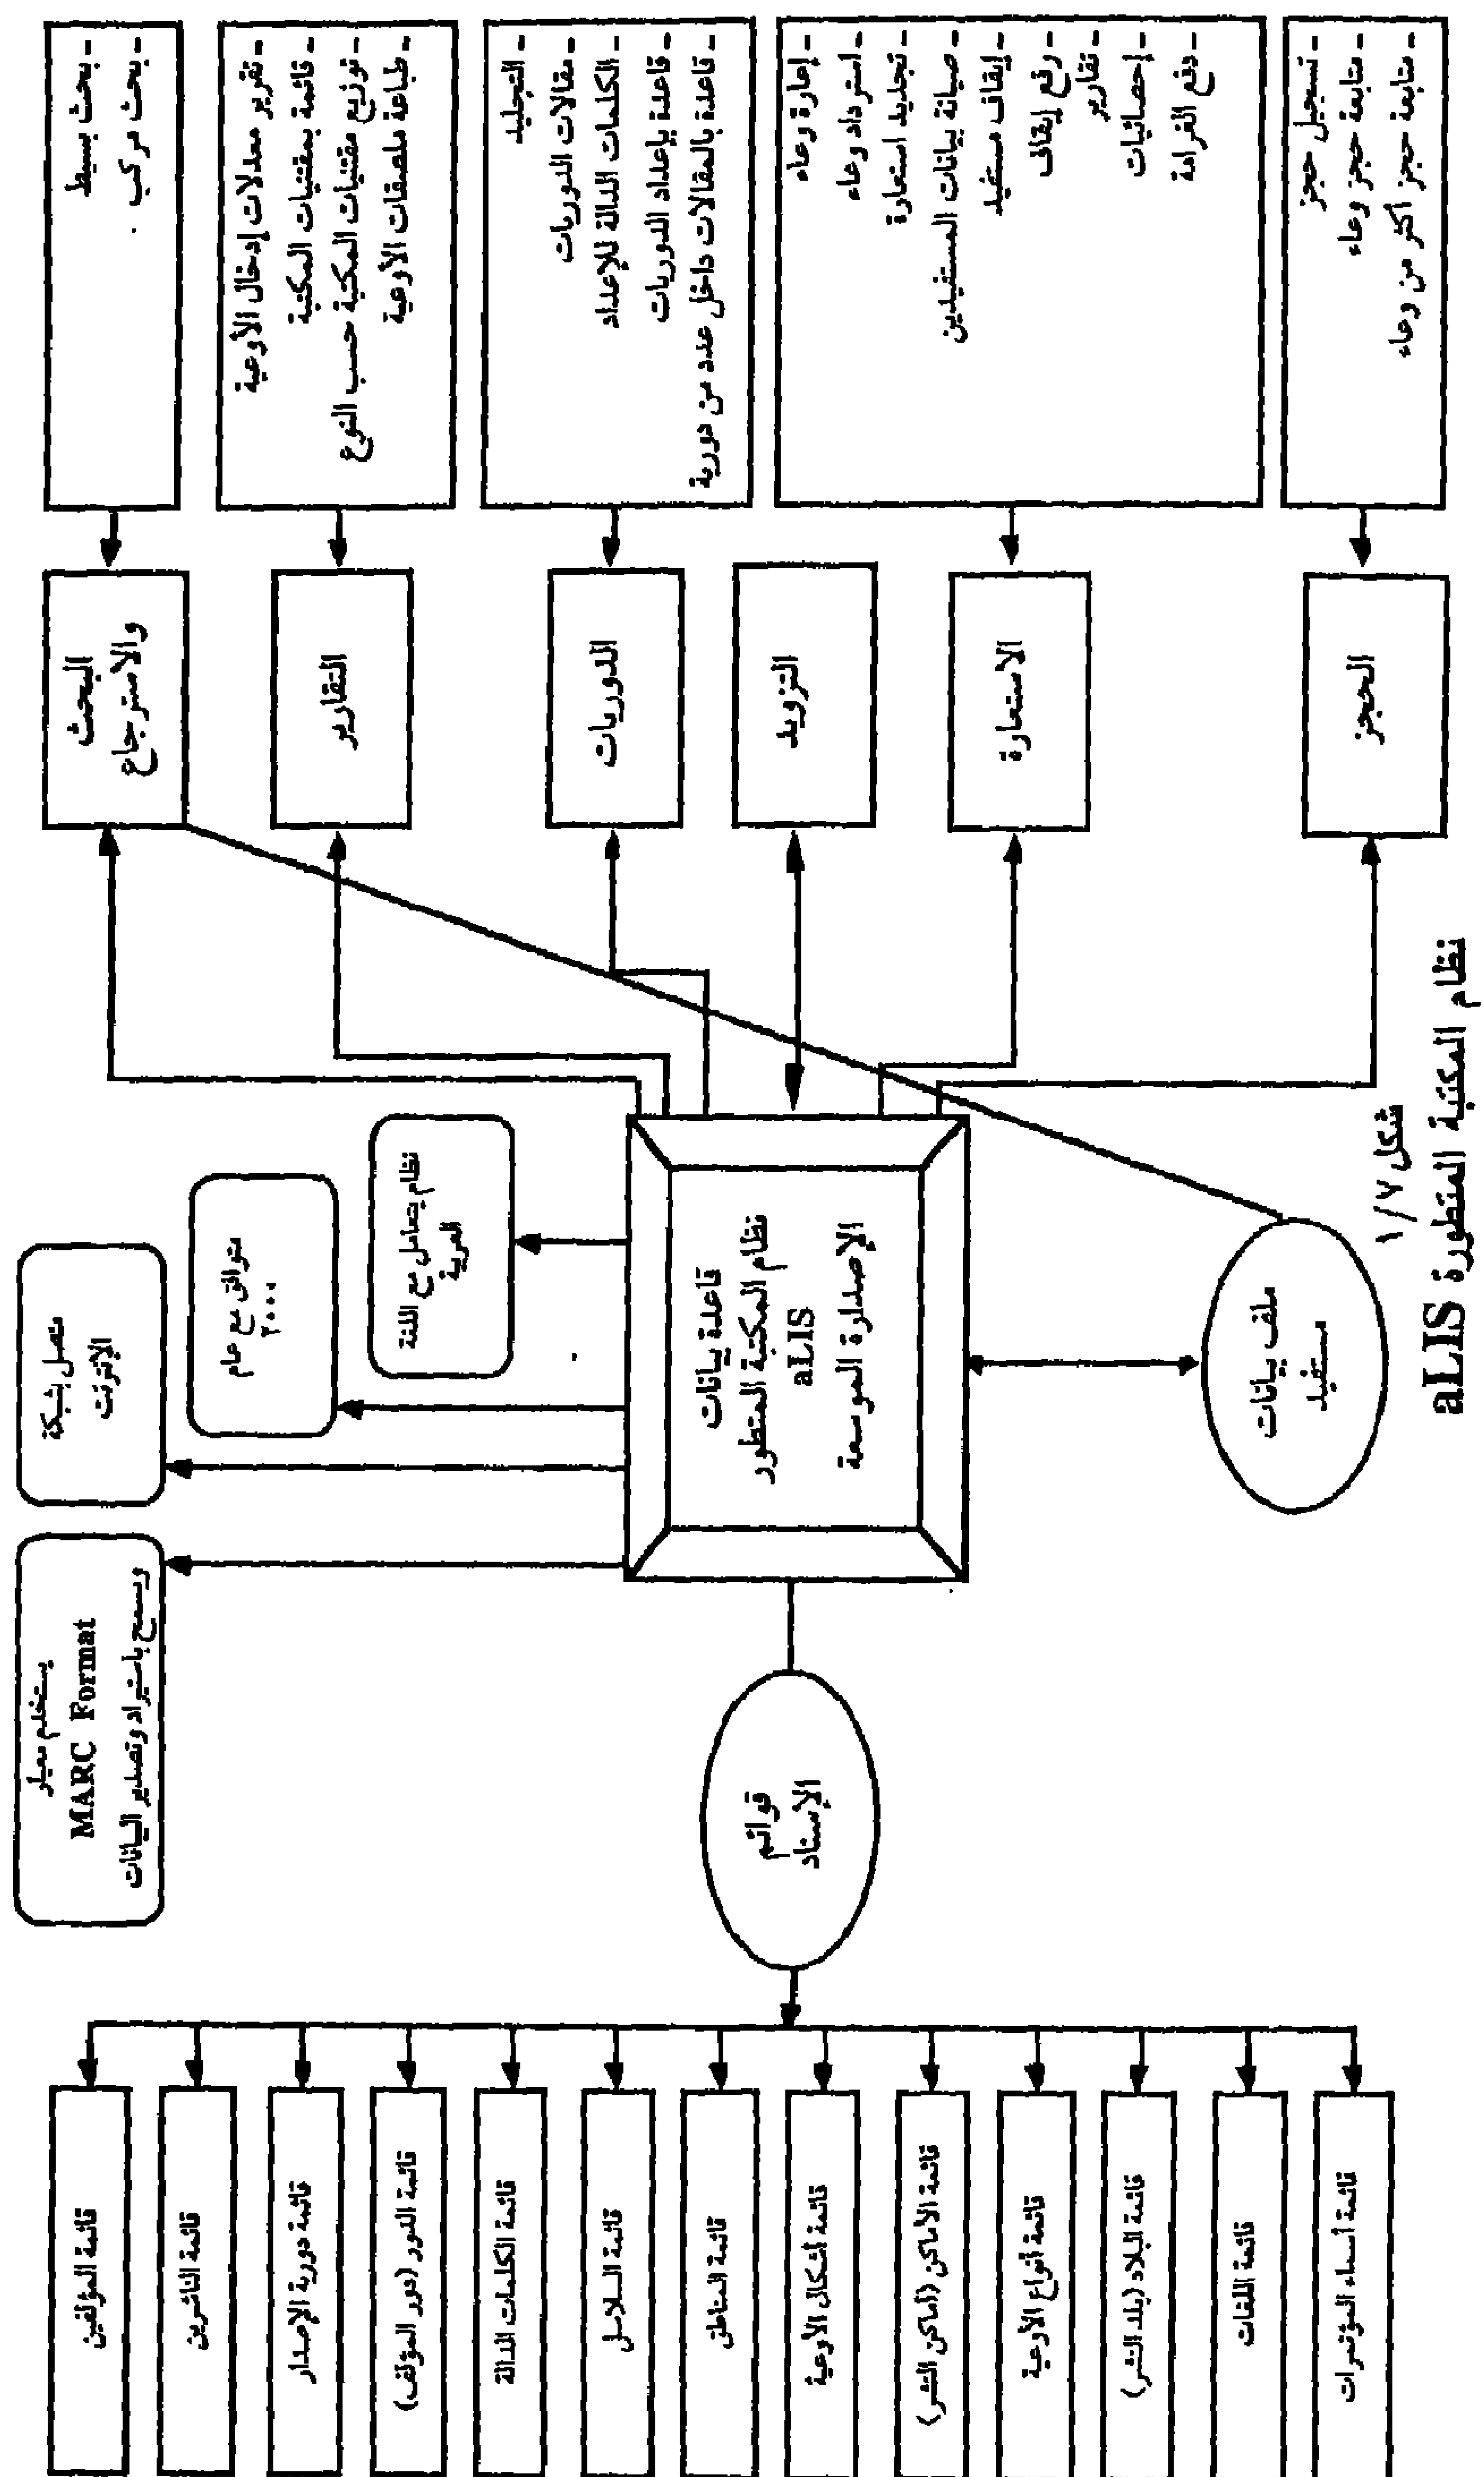 - بحث بسيط
- بحث مركب .
- تقرير معدلات إدخال الأوعية
- قائمة بمقتنيات المكتبة
- توزيع مقتنيات المكتبة حسب النوع
- طباعة ملصقات الأوعية
- التجليد
- مقالات الدوريات
- الكلمات الدالة للإعداد
- قاعدة بإعداد الدوريات
- قاعدة بالمقالات داخل عدد من دورية
- إعارة وعاء
- استرداد وعاء
- تجديد استعارة
- صيانة بيانات المستفيدين
- إيقاف مستفيد
- رفع إيقاف
- تقارير
- إحصائيات
- دفع الغرامة
- تسجيل حجز
- متابعة حجز وعاء
- متابعة حجز أكثر من وعاء
البحث
والاسترجاع
التقارير
الدوريات
التزويد
الاستعارة
الحجز
متصل بشبكة
الإنترنت
متوافق مع عام
٢٠٠٠
نظام يتعامل مع اللغة
العربية
يستخدم معيار
MARC Format
ويسمح باستيراد وتصدير البيانات
قاعدة بيانات
نظام المكتبة المتطور
aLIS
الإصدارة الموسعة
ملف بيانات
مستفيد
قوائم
الإسناد
قائمة المؤلفين
قائمة الناشرين
قائمة دورية الإصدار
قائمة الدور (دور المؤلف)
قائمة الكلمات الدالة
قائمة السلاسل
قائمة المناطق
قائمة أشكال الأوعية
قائمة الأماكن (أماكن النشر)
قائمة أنواع الأوعية
قائمة البلاد (بلد النشر)
قائمة اللغات
قائمة أسماء المؤتمرات
شكل ١/٧
نظام المكتبة المتطورة aLIS